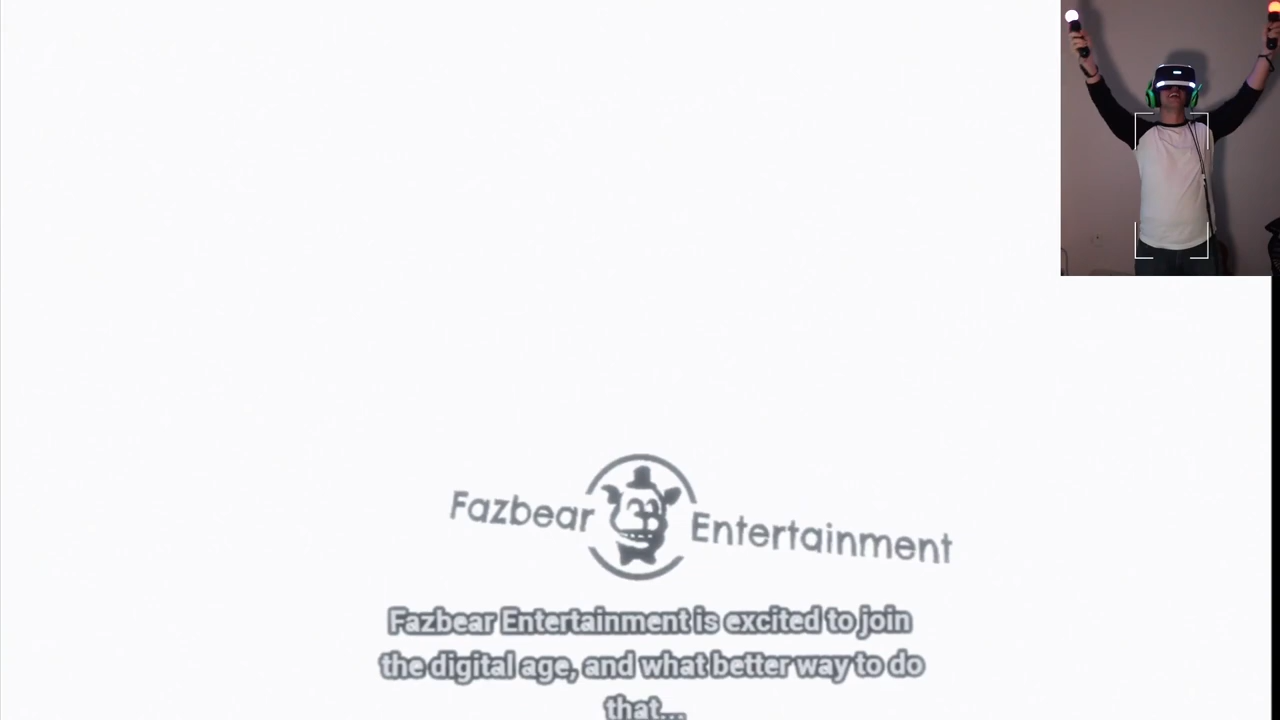 Fazbear Entertainment
Fazbear Entertainment is excited to join
the digital age, and what better way to do
that...